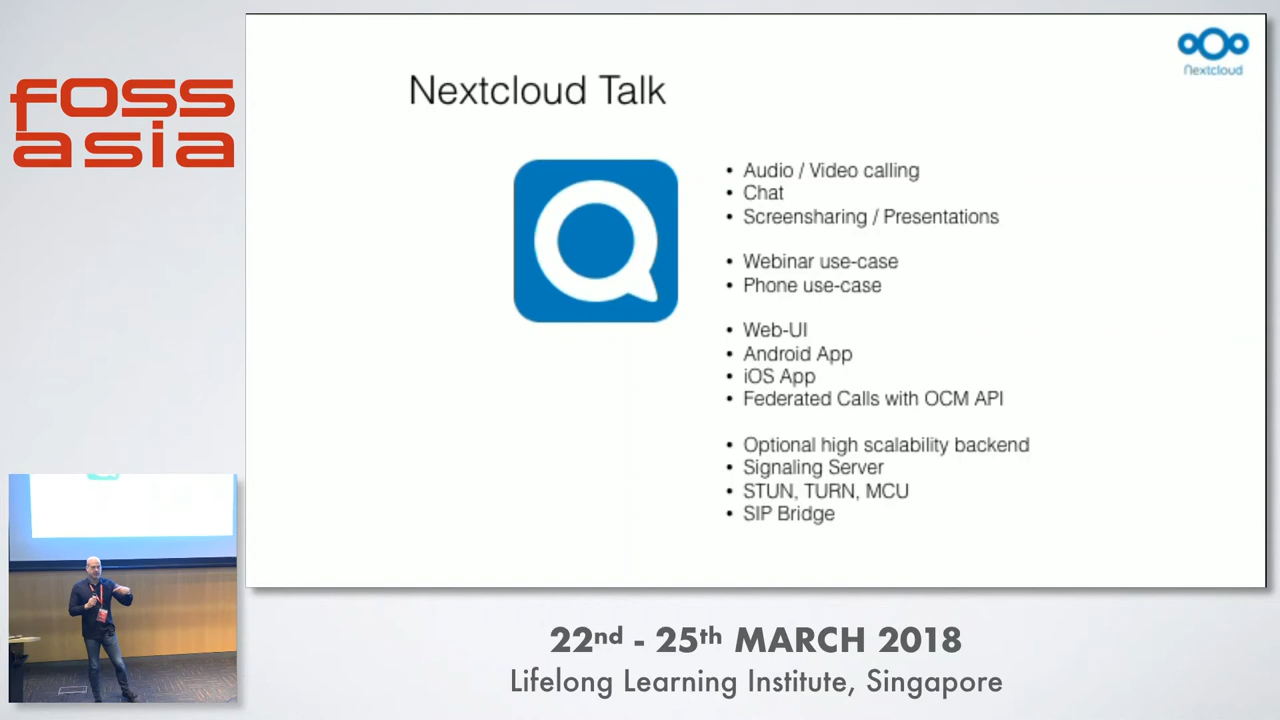 foss
asia
Nextcloud
Nextcloud Talk
• Audio / Video calling
• Chat
• Screensharing / Presentations
• Webinar use-case
• Phone use-case
• Web-UI
• Android App
• iOS App
• Federated Calls with OCM API
• Optional high scalability backend
• Signaling Server
• STUN, TURN, MCU
• SIP Bridge
22nd - 25th MARCH 2018
Lifelong Learning Institute, Singapore